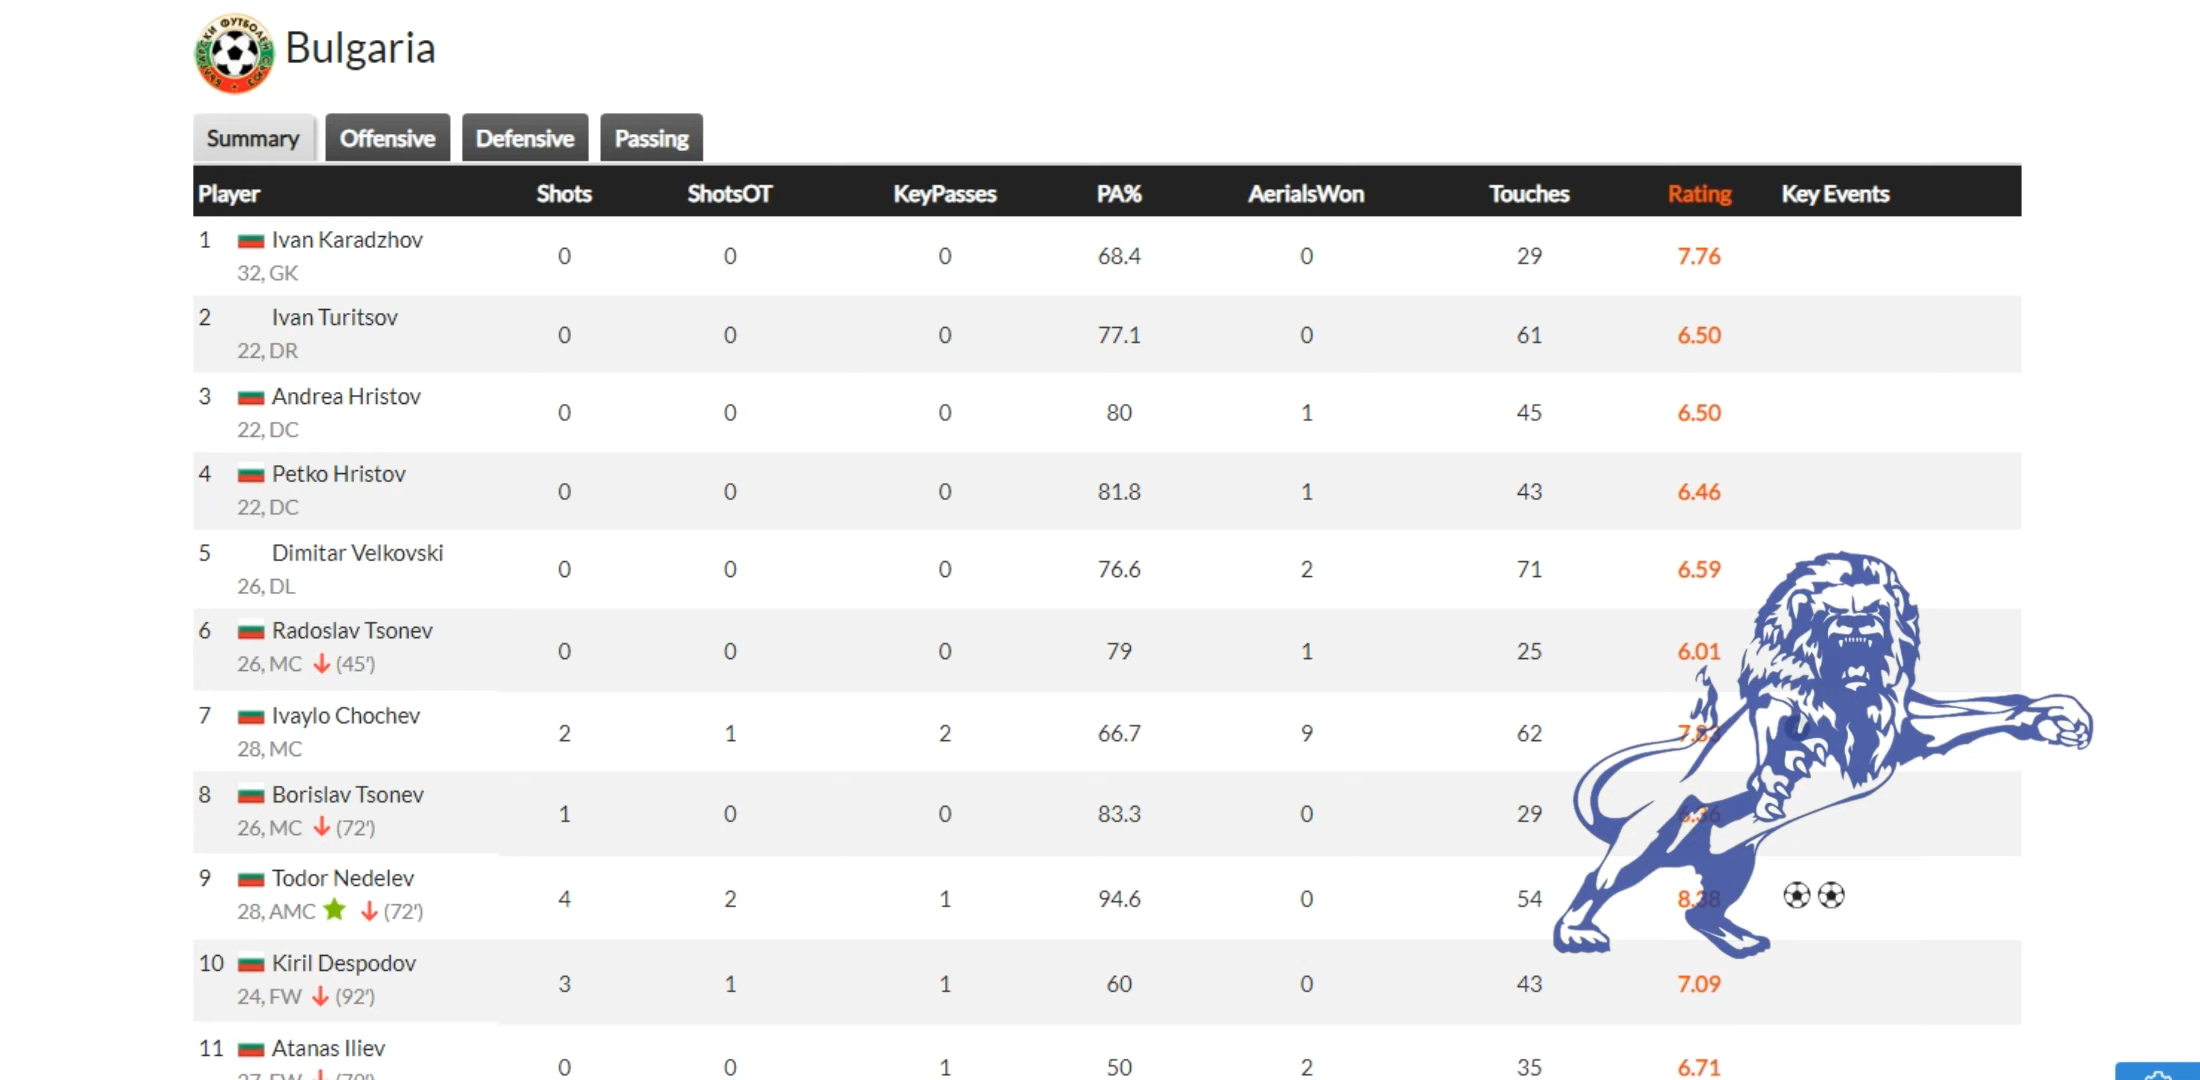 Bulgaria
Summary Offensive Defensive Passing
Player Shots ShotsOT KeyPasses PA% AerialsWon Touches Rating Key Events
1 Ivan Karadzhov
32, GK
0 0 0 68.4 0 29 7.76
2 Ivan Turitsov
22, DR
0 0 0 77.1 0 61 6.50
3 Andrea Hristov
22, DC
0 0 0 80 1 45 6.50
4 Petko Hristov
22, DC
0 0 0 81.8 1 43 6.46
5 Dimitar Velkovski
26, DL
0 0 0 76.6 2 71 6.59
6 Radoslav Tsonev
26, MC (45')
0 0 0 79 1 25 6.01
7 Ivaylo Chochev
28, MC
2 1 2 66.7 9 62
8 Borislav Tsonev
26, MC (72')
1 0 0 83.3 0 29
9 Todor Nedelev
28, AMC (72')
4 2 1 94.6 0 54 8.38
10 Kiril Despodov
24, FW (92')
3 1 1 60 0 43 7.09
11 Atanas Iliev
0 0 1 50 2 35 6.71